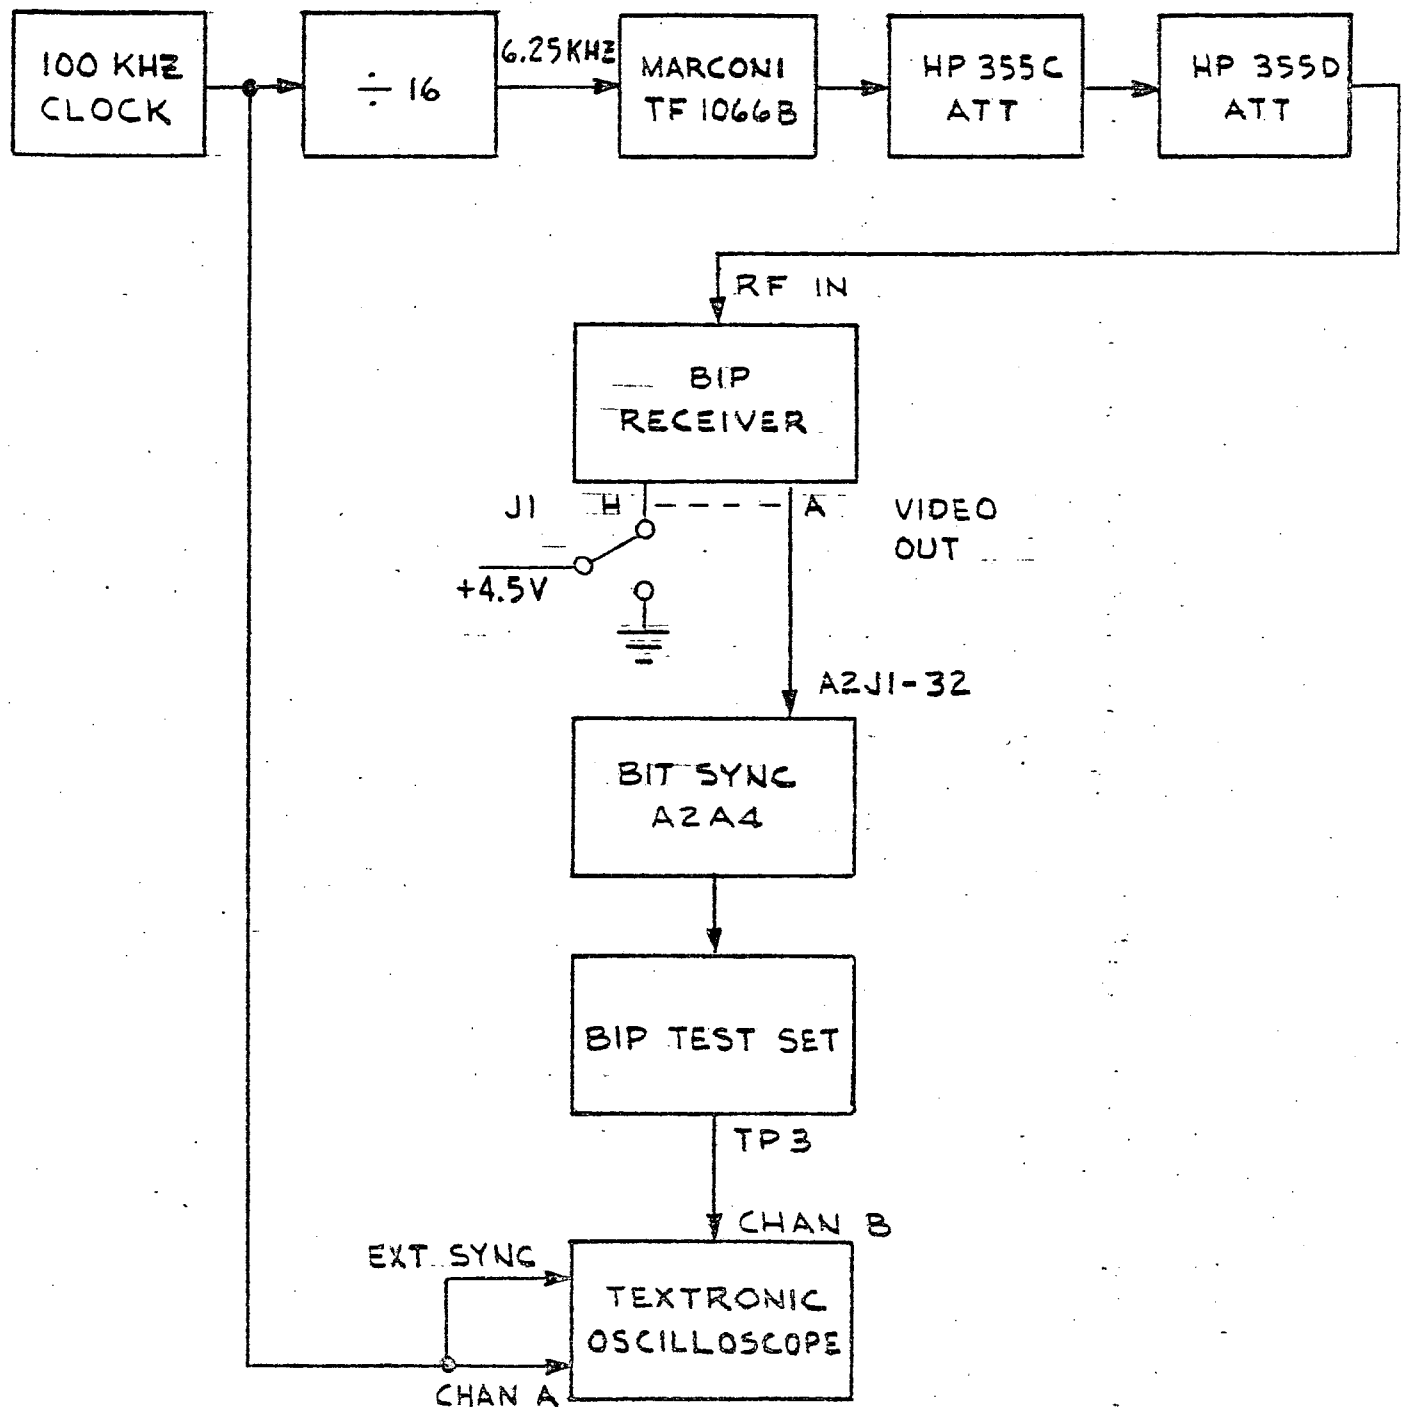 100 KHZ
CLOCK
÷ 16
6.25KHZ
MARCONI
TF 1066B
HP 355C
ATT
HP 355D
ATT
RF IN
BIP
RECEIVER
J1
H
A
VIDEO
OUT
+4.5V
A2J1-32
BIT SYNC
A2A4
BIP TEST SET
TP3
CHAN B
EXT SYNC
TEXTRONIC
OSCILLOSCOPE
CHAN A